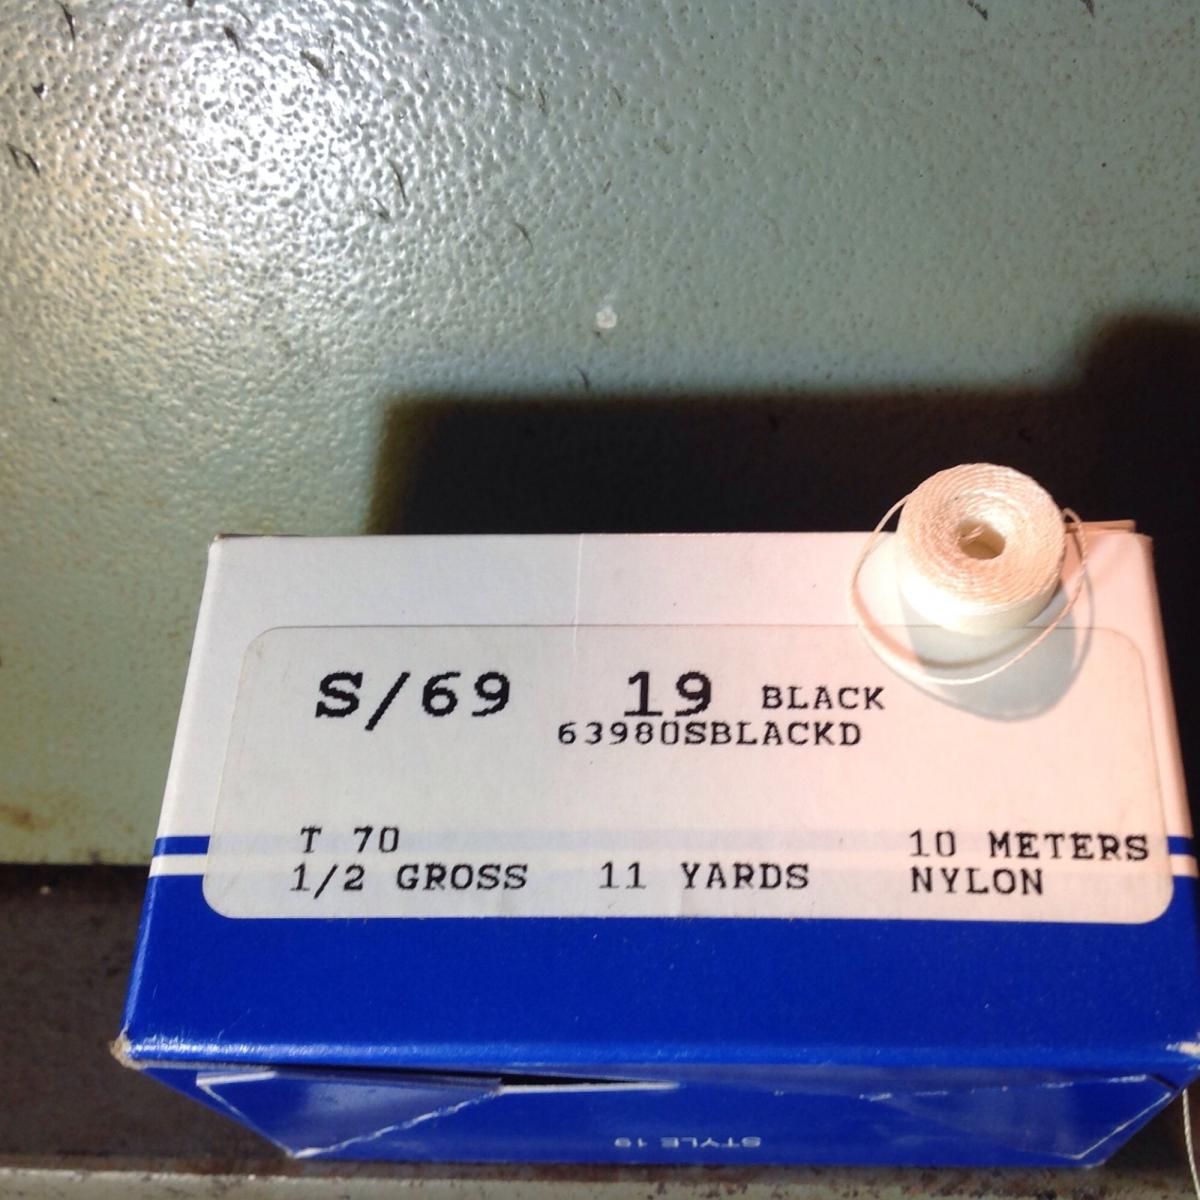 S/69 19 BLACK
63980SBLACKD
T 70 10 METERS
1/2 GROSS 11 YARDS NYLON
STYLE 19